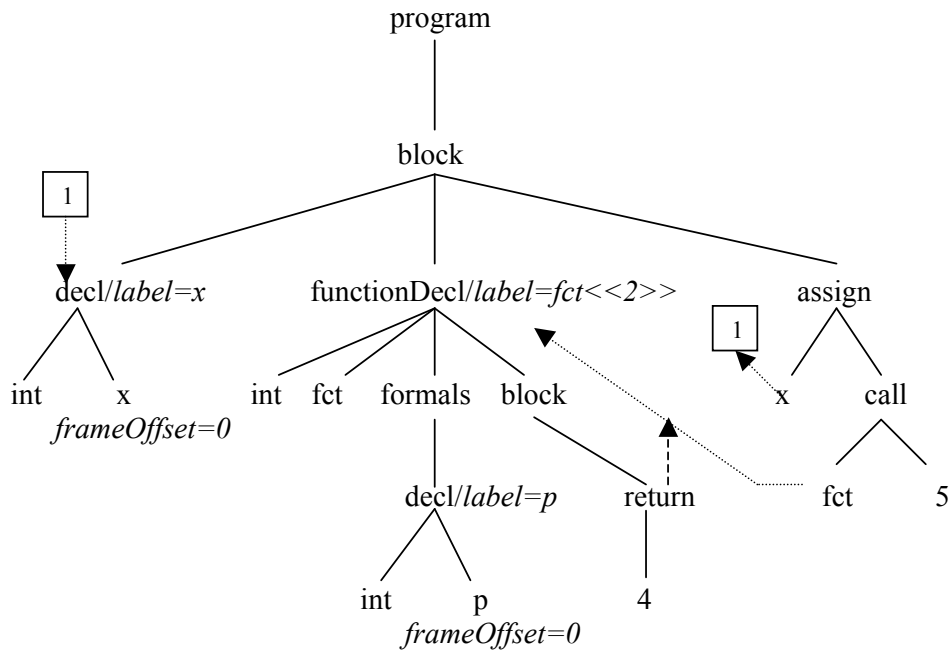 program
block
1
decl/label=x functionDecl/label=fct<<2>> assign
1
int x int fct formals block x call
frameOffset=0
decl/label=p return fct 5
int p 4
frameOffset=0